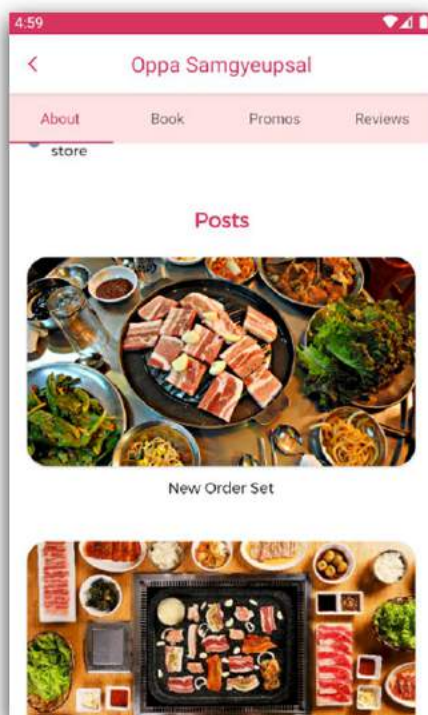 4:59
Oppa Samgyeupsal
About Book Promos Reviews
store
Posts
New Order Set